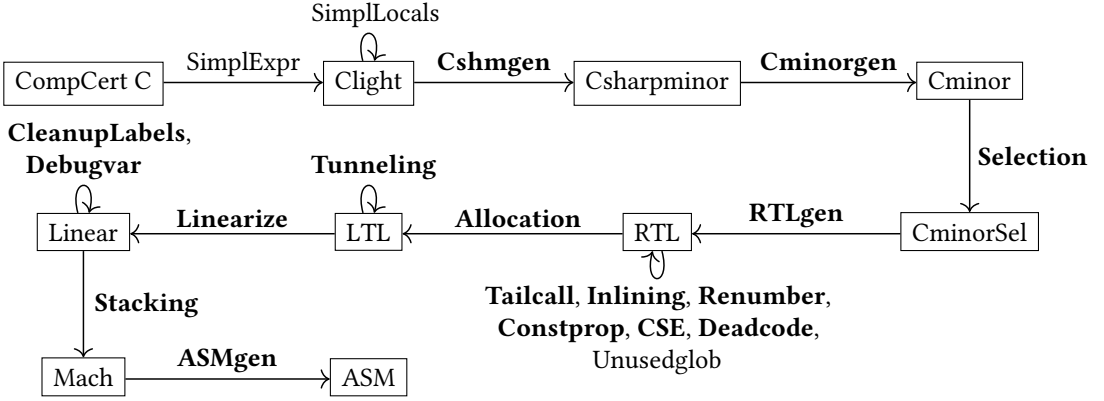 SimplLocals
CompCert C SimplExpr Clight Cshmgen Csharpminor Cminorgen Cminor
Selection
CleanupLabels,
Debugvar
Tunneling
Linear Linearize LTL Allocation RTL RTLgen CminorSel
Tailcall, Inlining, Renumber,
Constprop, CSE, Deadcode,
Unusedglob
Stacking
Mach ASMgen ASM